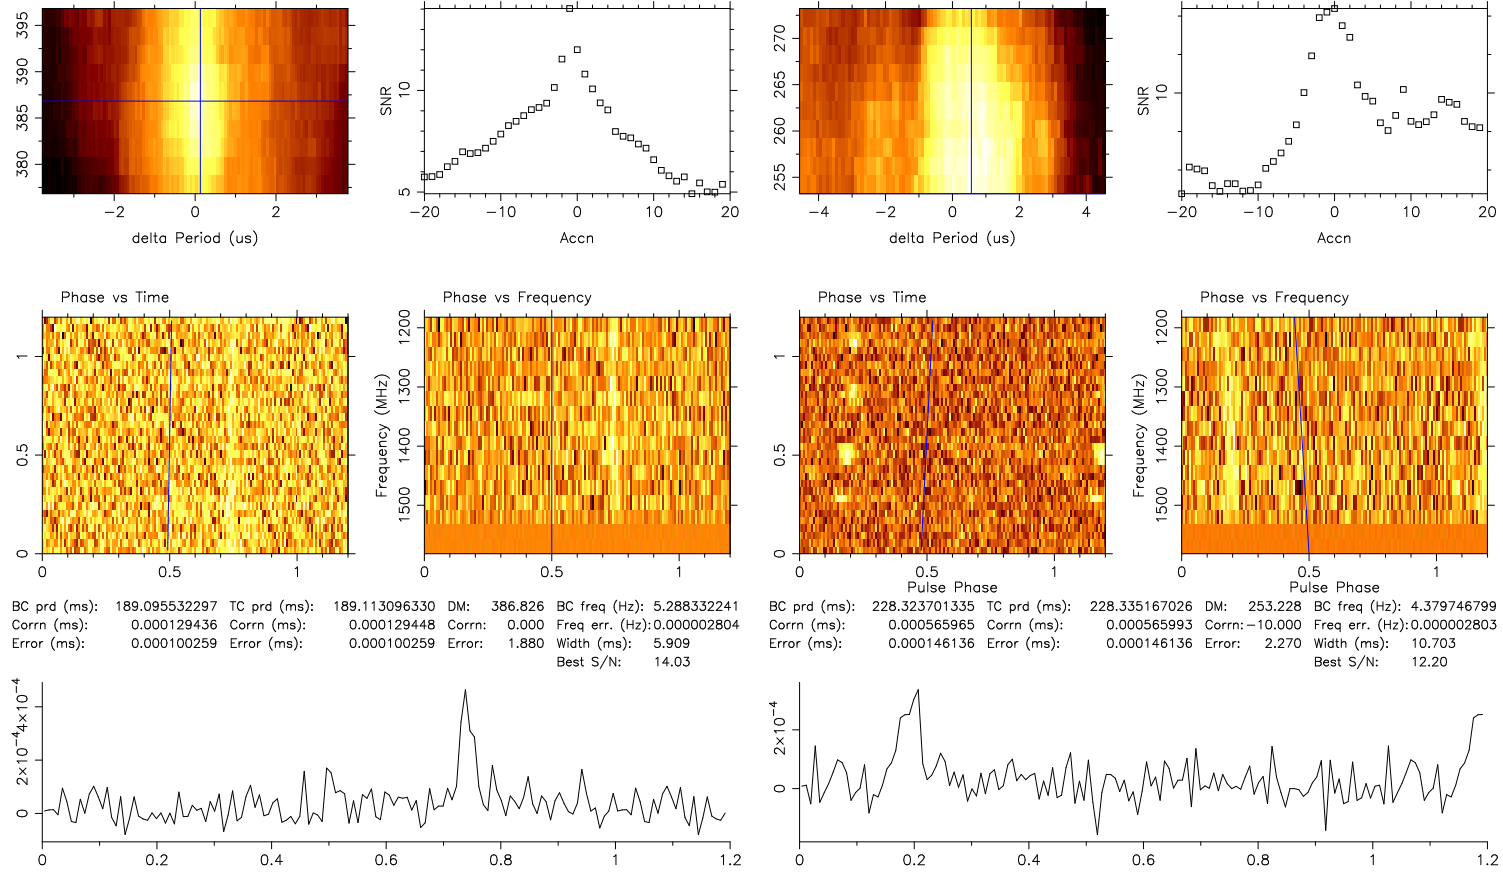 395
390
385
380
−2 0 2
delta Period (us)
10
5
SNR
−20 −10 0 10 20
Accn
270
265
260
255
−4 −2 0 2 4
delta Period (us)
10
SNR
−20 −10 0 10 20
Accn
Phase vs Time
1
0.5
0
0 0.5 1
Phase vs Frequency
1200
1300
1400
1500
Frequency (MHz)
0 0.5 1
Phase vs Time
1
0.5
0
0 0.5 1
Pulse Phase
Phase vs Frequency
1200
1300
1400
1500
Frequency (MHz)
0 0.5 1
Pulse Phase
BC prd (ms): 189.095532297 TC prd (ms): 189.113096330 DM: 386.826 BC freq (Hz): 5.288332241
Corrn (ms): 0.000129436 Corrn (ms): 0.000129448 Corrn: 0.000 Freq err. (Hz): 0.000002804
Error (ms): 0.000100259 Error (ms): 0.000100259 Error: 1.880 Width (ms): 5.909
Best S/N: 14.03
BC prd (ms): 228.323701335 TC prd (ms): 228.335167026 DM: 253.228 BC freq (Hz): 4.379746799
Corrn (ms): 0.000565965 Corrn (ms): 0.000565993 Corrn: −10.000 Freq err. (Hz): 0.000002803
Error (ms): 0.000146136 Error (ms): 0.000146136 Error: 2.270 Width (ms): 10.703
Best S/N: 12.20
4×10⁻⁴
2×10⁻⁴
0
0 0.2 0.4 0.6 0.8 1 1.2
2×10⁻⁴
0
0 0.2 0.4 0.6 0.8 1 1.2